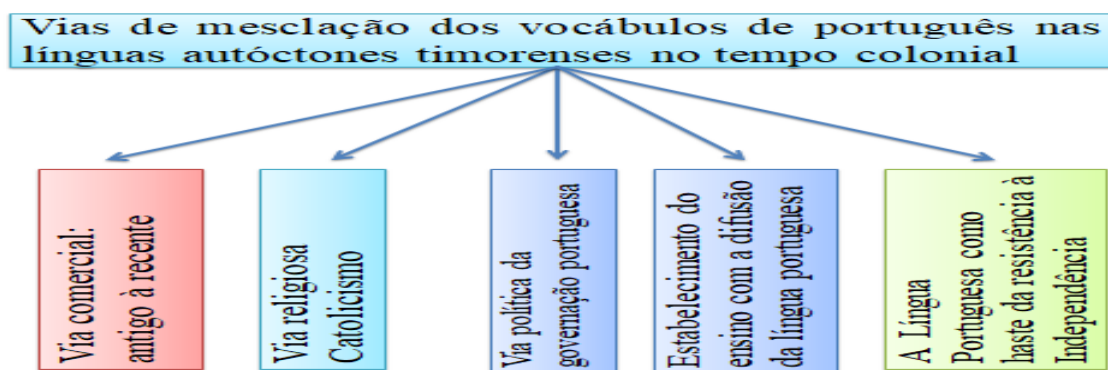 Vias de mesclação dos vocábulos de português nas
línguas autóctones timorenses no tempo colonial
Via comercial:
antigo à recente
Via religiosa
Catolicismo
Via política da
governação portuguesa
Estabelecimento do
ensino com a difusão
da língua portuguesa
A Língua
Portuguesa como
haste da resistência à
Independência